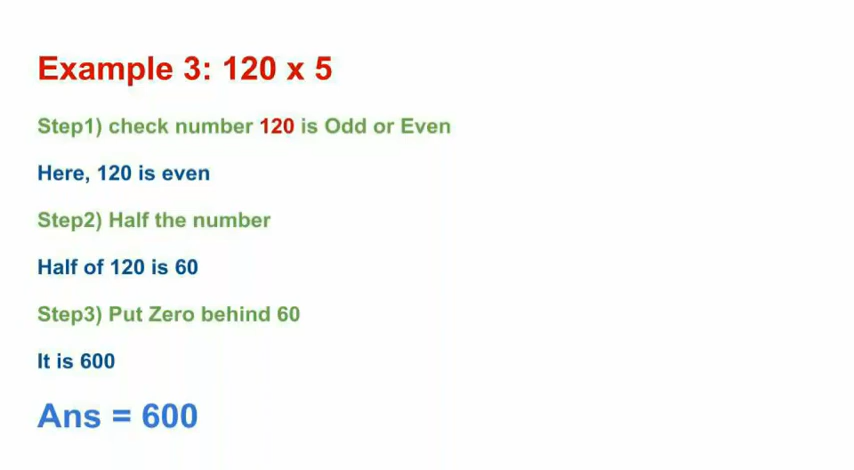 Example 3: 120 x 5
Step1) check number 120 is Odd or Even
Here, 120 is even
Step2) Half the number
Half of 120 is 60
Step3) Put Zero behind 60
It is 600
Ans = 600